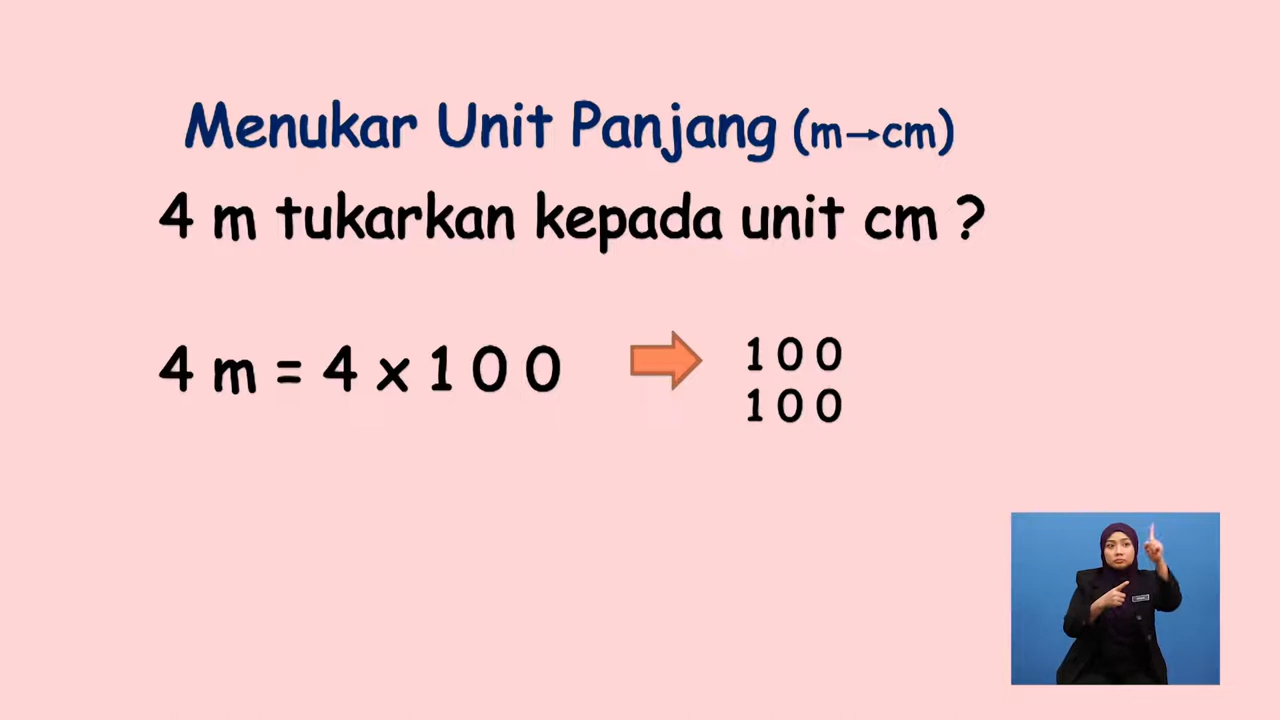 Menukar Unit Panjang (m→cm)
4 m tukarkan kepada unit cm ?
4 m = 4 x 1 0 0
1 0 0
1 0 0